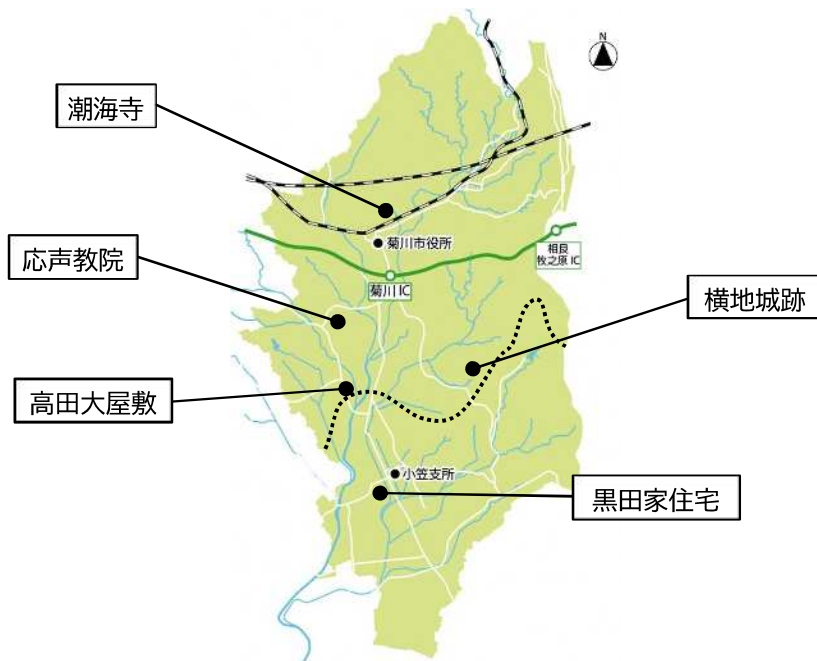 N
潮海寺
菊川市役所
相良
牧之原 IC
応声教院
菊川 IC
横地城跡
高田大屋敷
小笠支所
黒田家住宅